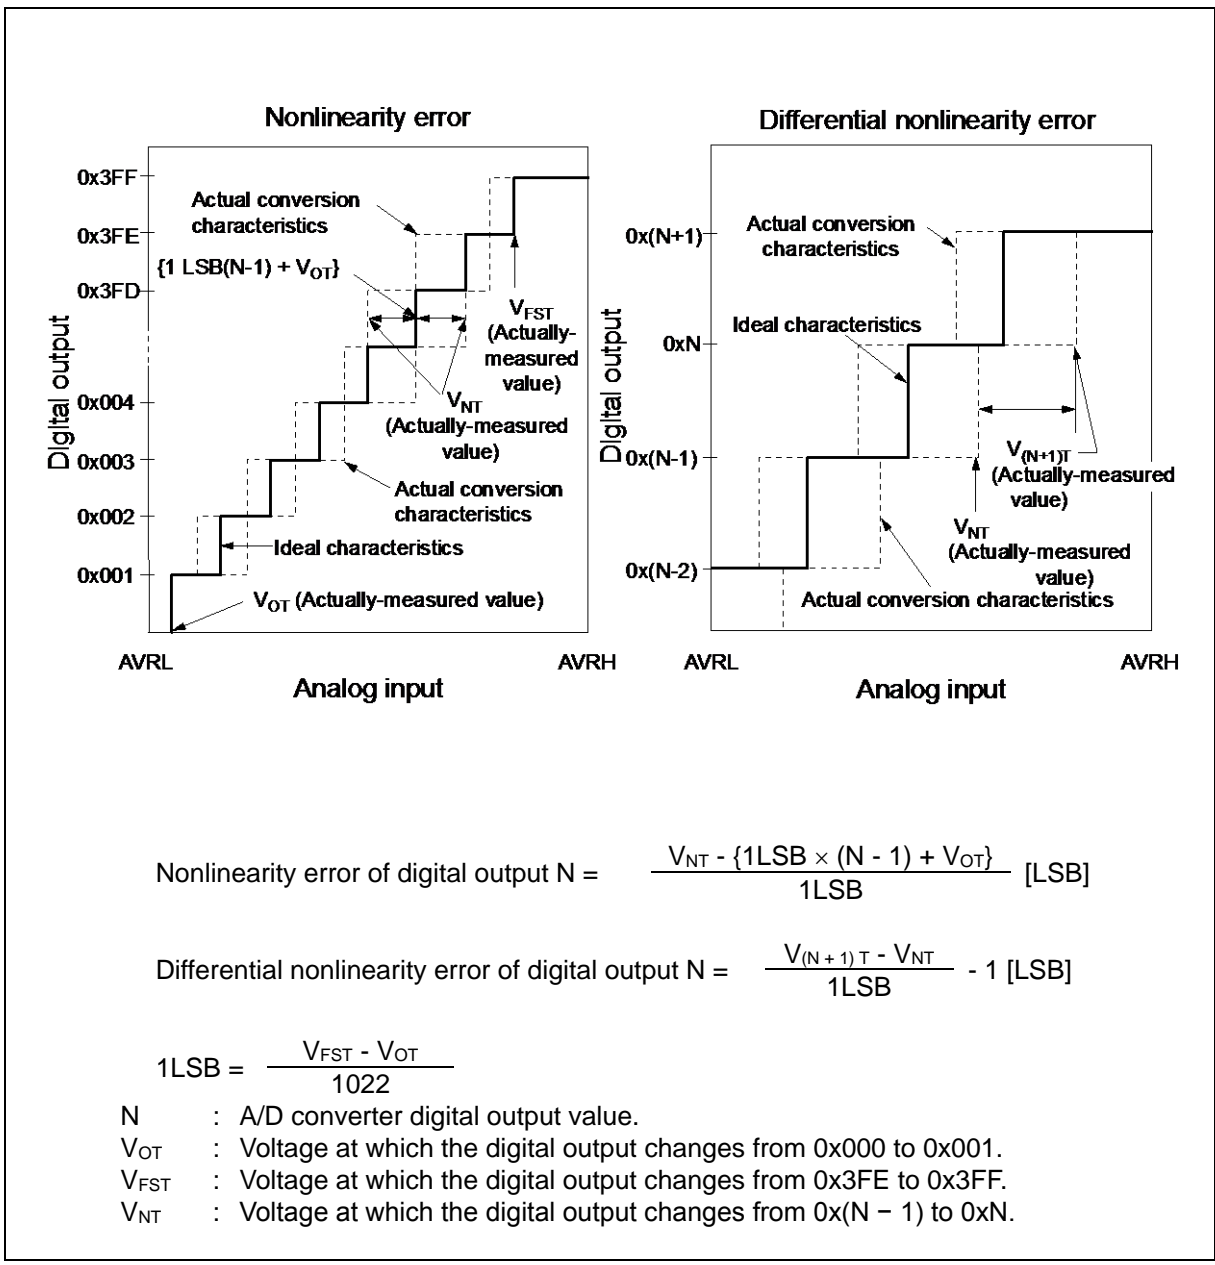 Nonlinearity error
0x3FF
0x3FE
0x3FD
0x004
0x003
0x002
0x001
Digital output
Actual conversion
characteristics
{1 LSB(N-1) + VOT}
VFST
(Actually-
measured
value)
VNT
(Actually-measured
value)
Actual conversion
characteristics
Ideal characteristics
VOT (Actually-measured value)
AVRL
AVRH
Analog input
Differential nonlinearity error
0x(N+1)
0xN
0x(N-1)
0x(N-2)
Digital output
Actual conversion
characteristics
Ideal characteristics
V(N+1)T
(Actually-measured
value)
VNT
(Actually-measured
value)
Actual conversion characteristics
AVRL
AVRH
Analog input
Nonlinearity error of digital output N =
VNT - {1LSB × (N - 1) + VOT}
1LSB
[LSB]
Differential nonlinearity error of digital output N =
V(N + 1) T - VNT
1LSB
- 1 [LSB]
1LSB =
VFST - VOT
1022
N : A/D converter digital output value.
VOT : Voltage at which the digital output changes from 0x000 to 0x001.
VFST : Voltage at which the digital output changes from 0x3FE to 0x3FF.
VNT : Voltage at which the digital output changes from 0x(N − 1) to 0xN.